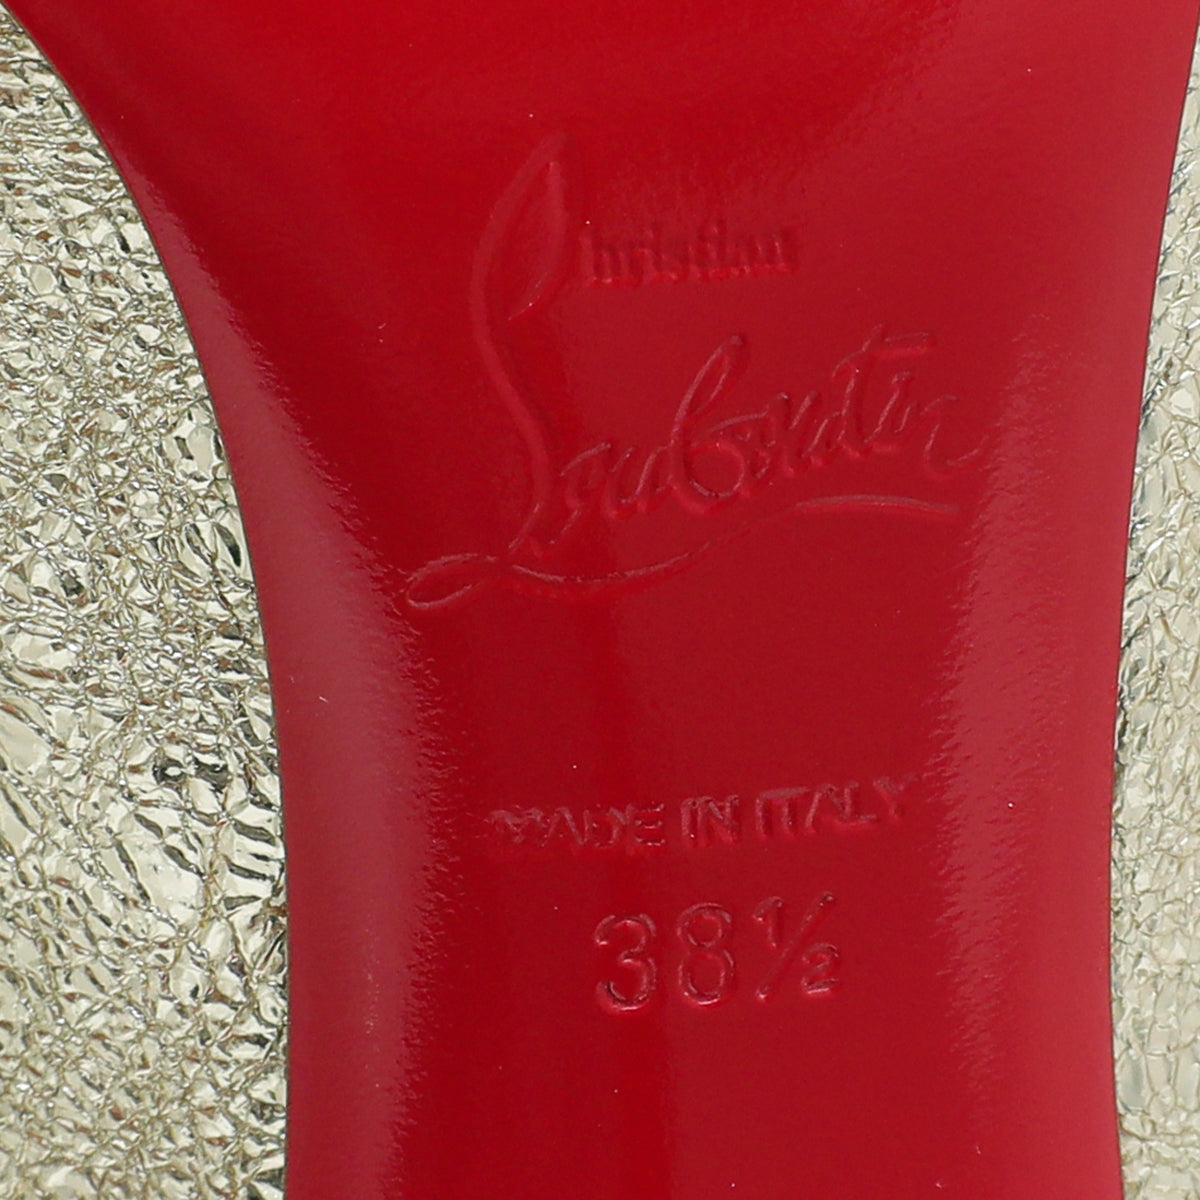 Christian
Louboutin
MADE IN ITALY
38½